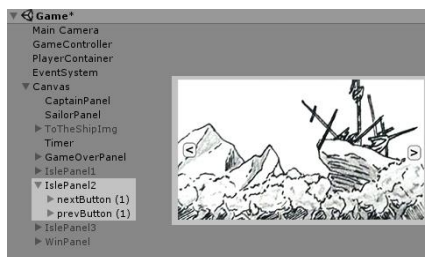 Game*
Main Camera
GameController
PlayerContainer
EventSystem
Canvas
CaptainPanel
SailorPanel
ToTheShipImg
Timer
GameOverPanel
IslePanel1
IslePanel2
nextButton (1)
prevButton (1)
IslePanel3
WinPanel
< >